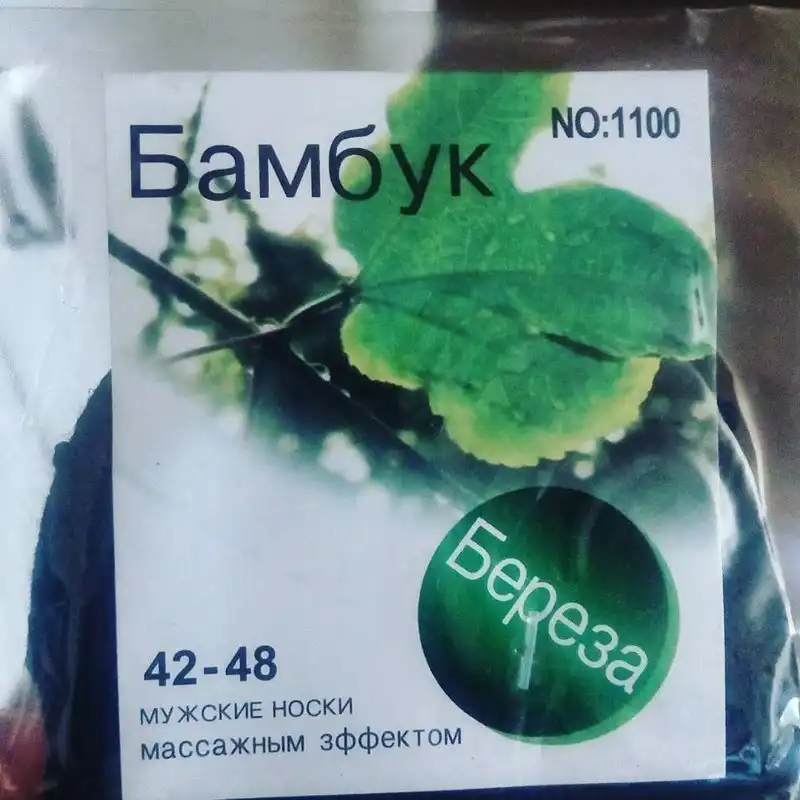 Бамбук
NO:1100
Береза
42-48
МУЖСКИЕ НОСКИ
массажным зффектом